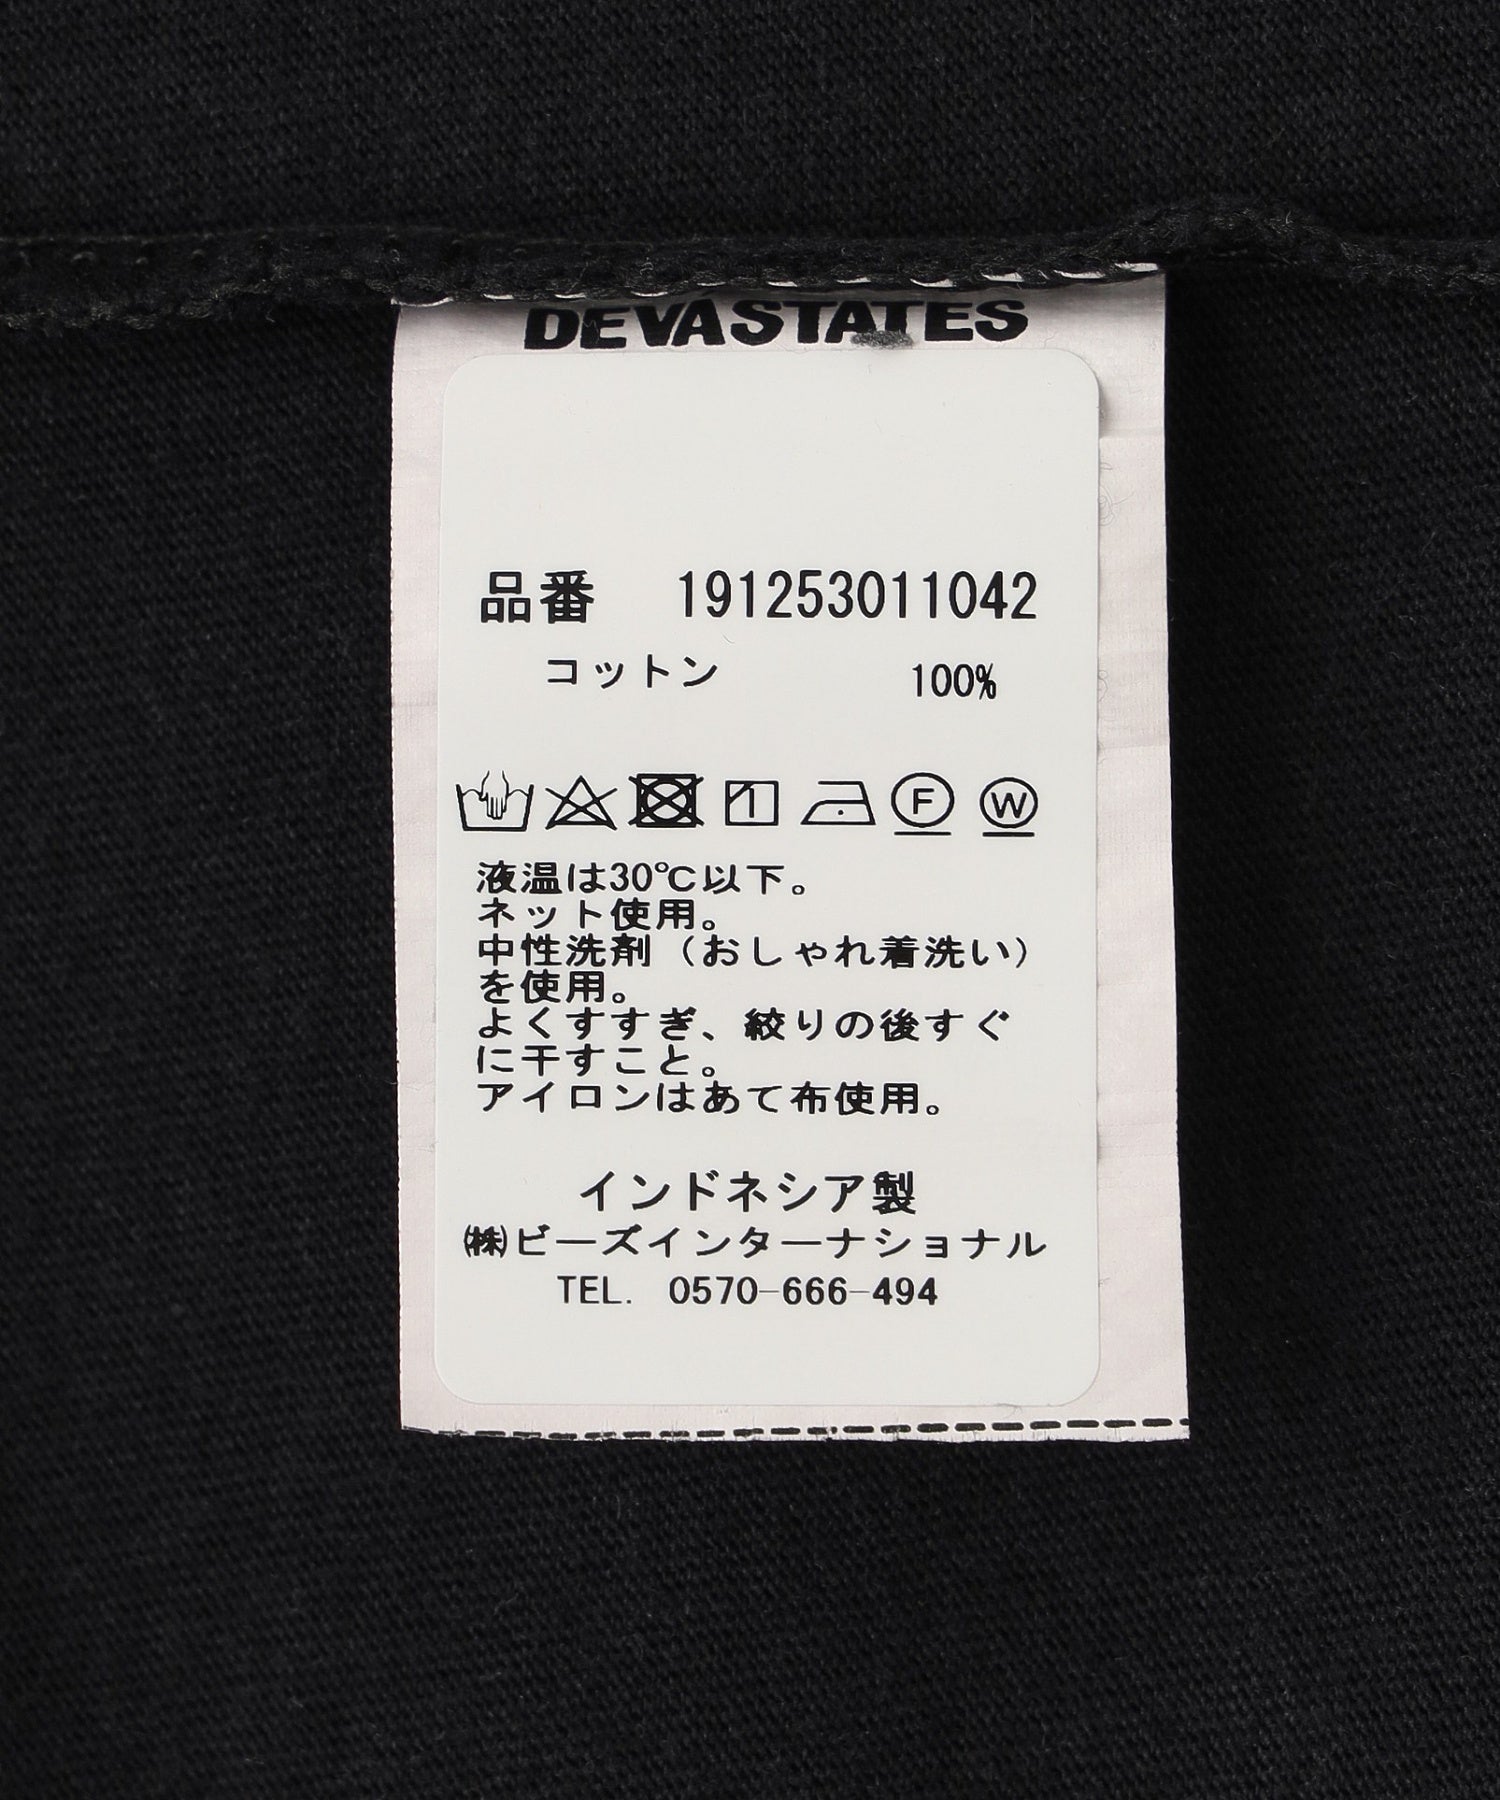 DEVASTATES
品番 191253011042
コットン 100%
F W
液温は30℃以下。
ネット使用。
中性洗剤（おしゃれ着洗い）
を使用。
よくすすぎ、絞りの後すぐ
に干すこと。
アイロンはあて布使用。
インドネシア製
㈱ビーズインターナショナル
TEL. 0570-666-494